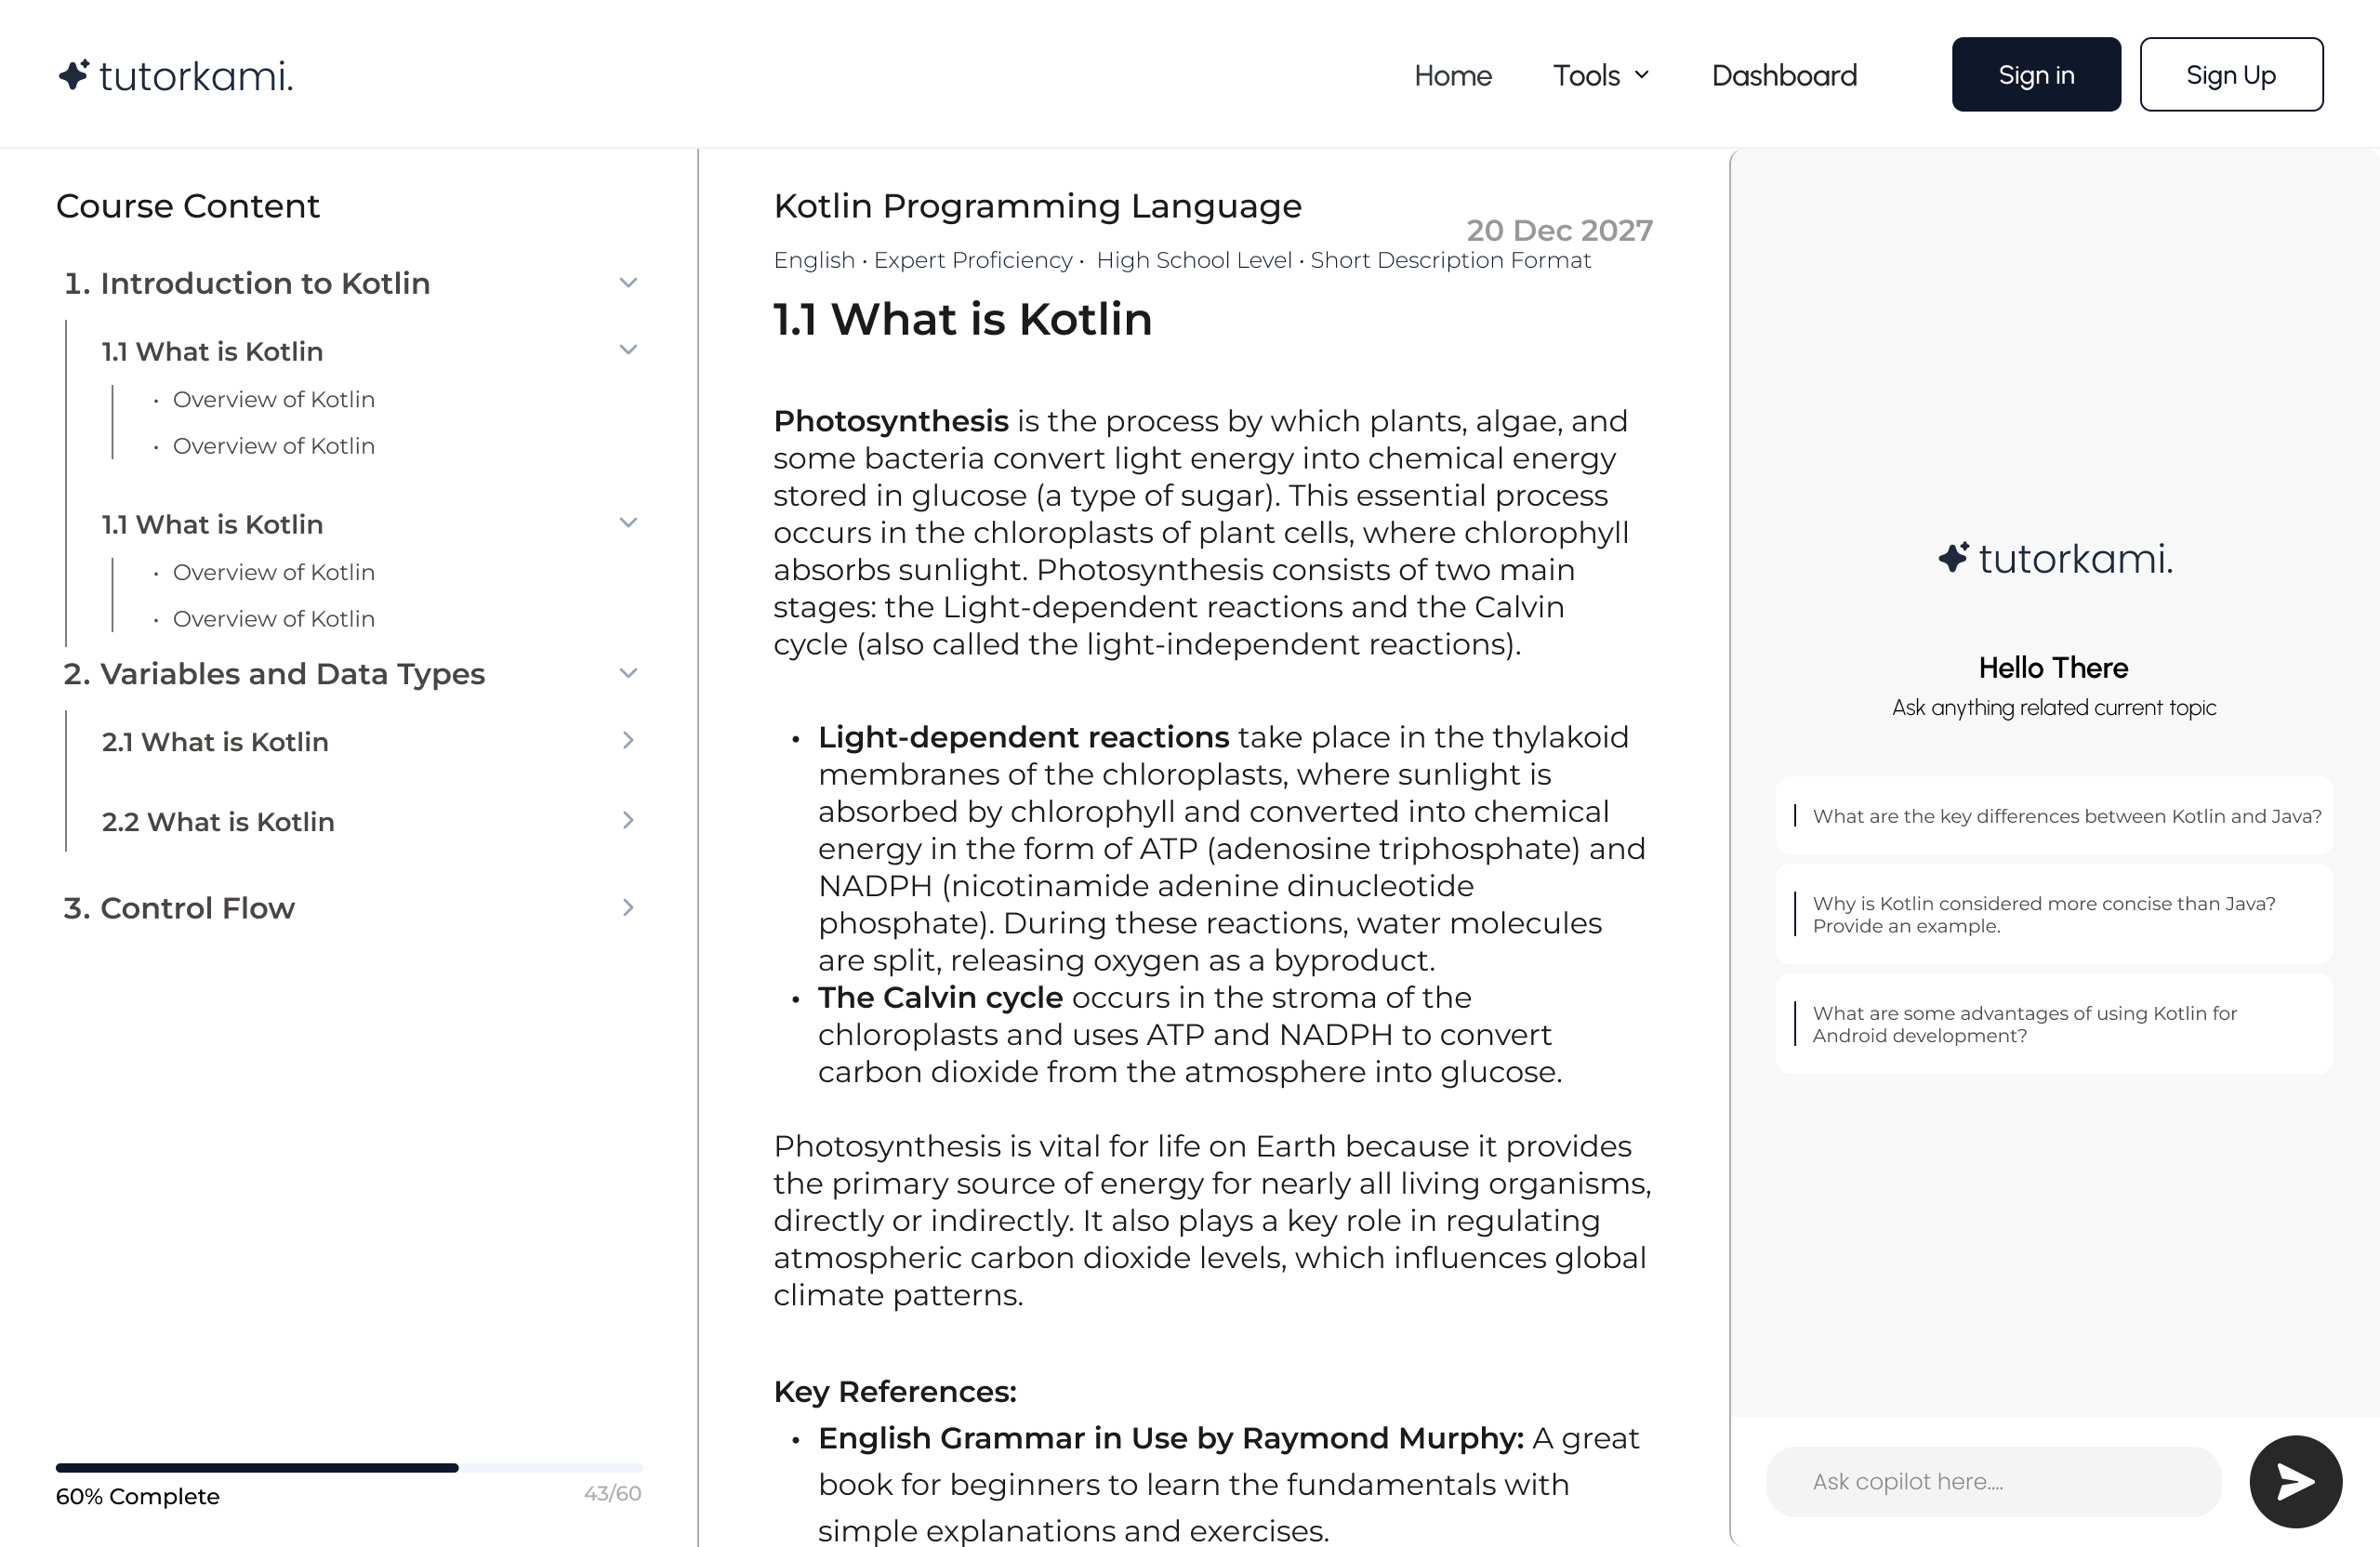 tutorkami.
Home
Tools
Dashboard
Sign in
Sign Up
Course Content
1. Introduction to Kotlin
1.1 What is Kotlin
• Overview of Kotlin
• Overview of Kotlin
1.1 What is Kotlin
• Overview of Kotlin
• Overview of Kotlin
2. Variables and Data Types
2.1 What is Kotlin
2.2 What is Kotlin
3. Control Flow
60% Complete
43/60
Kotlin Programming Language
20 Dec 2027
English • Expert Proficiency • High School Level • Short Description Format
1.1 What is Kotlin
Photosynthesis is the process by which plants, algae, and
some bacteria convert light energy into chemical energy
stored in glucose (a type of sugar). This essential process
occurs in the chloroplasts of plant cells, where chlorophyll
absorbs sunlight. Photosynthesis consists of two main
stages: the Light-dependent reactions and the Calvin
cycle (also called the light-independent reactions).
• Light-dependent reactions take place in the thylakoid
membranes of the chloroplasts, where sunlight is
absorbed by chlorophyll and converted into chemical
energy in the form of ATP (adenosine triphosphate) and
NADPH (nicotinamide adenine dinucleotide
phosphate). During these reactions, water molecules
are split, releasing oxygen as a byproduct.
• The Calvin cycle occurs in the stroma of the
chloroplasts and uses ATP and NADPH to convert
carbon dioxide from the atmosphere into glucose.
Photosynthesis is vital for life on Earth because it provides
the primary source of energy for nearly all living organisms,
directly or indirectly. It also plays a key role in regulating
atmospheric carbon dioxide levels, which influences global
climate patterns.
Key References:
• English Grammar in Use by Raymond Murphy: A great
book for beginners to learn the fundamentals with
simple explanations and exercises.
tutorkami.
Hello There
Ask anything related current topic
What are the key differences between Kotlin and Java?
Why is Kotlin considered more concise than Java?
Provide an example.
What are some advantages of using Kotlin for
Android development?
Ask copilot here....